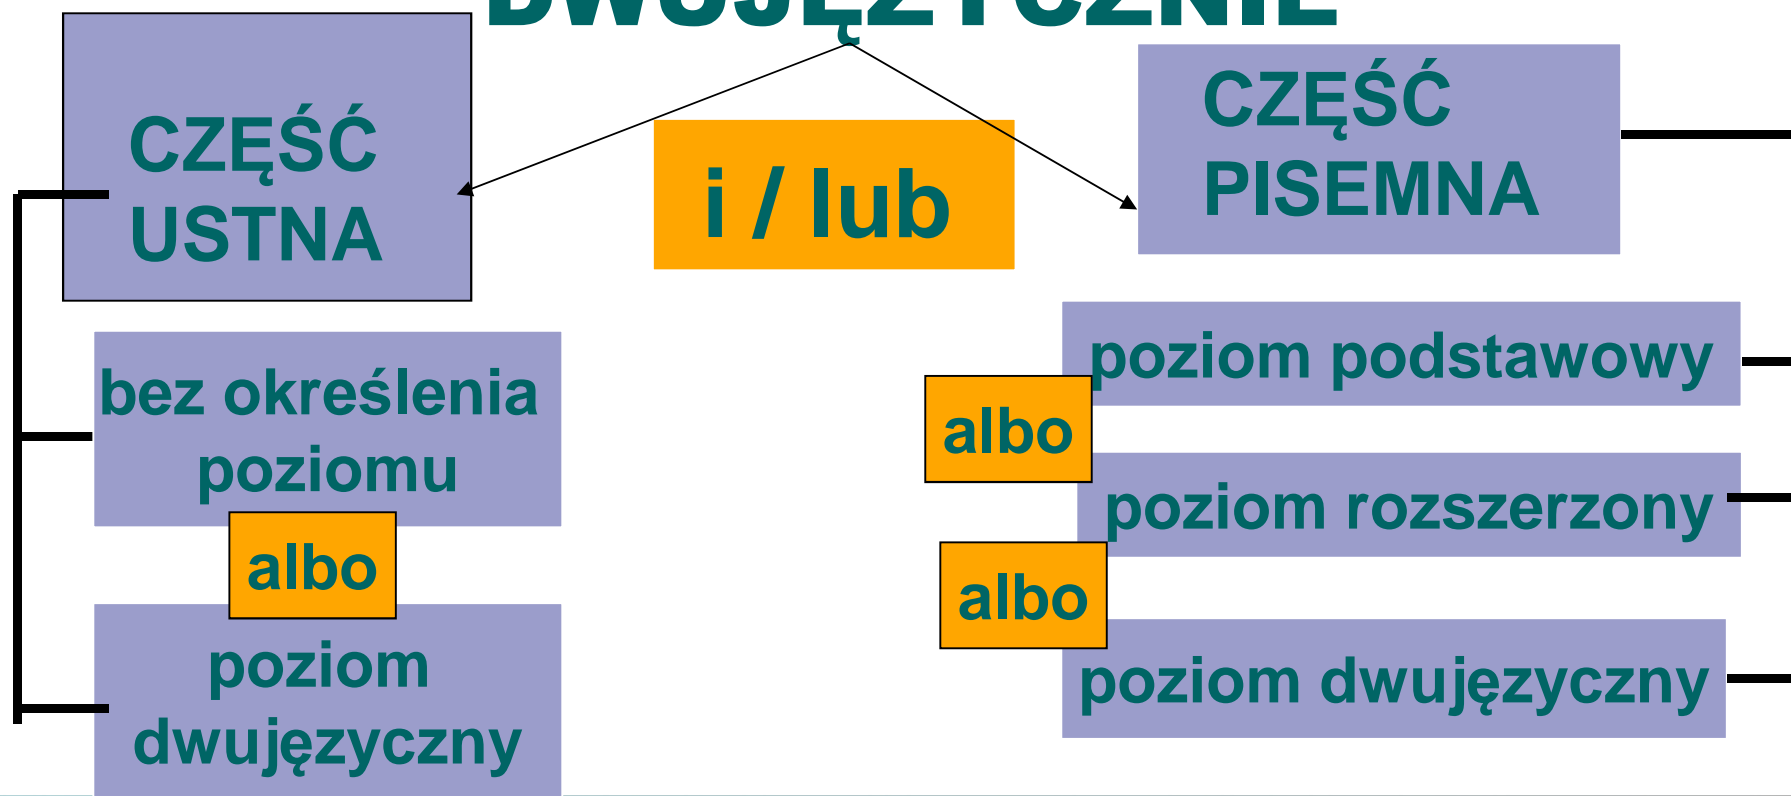 DWUJĘZYCZNIE
CZĘŚĆ
USTNA
i / lub
CZĘŚĆ
PISEMNA
bez określenia
poziomu
albo
poziom
dwujęzyczny
poziom podstawowy
albo
poziom rozszerzony
albo
poziom dwujęzyczny